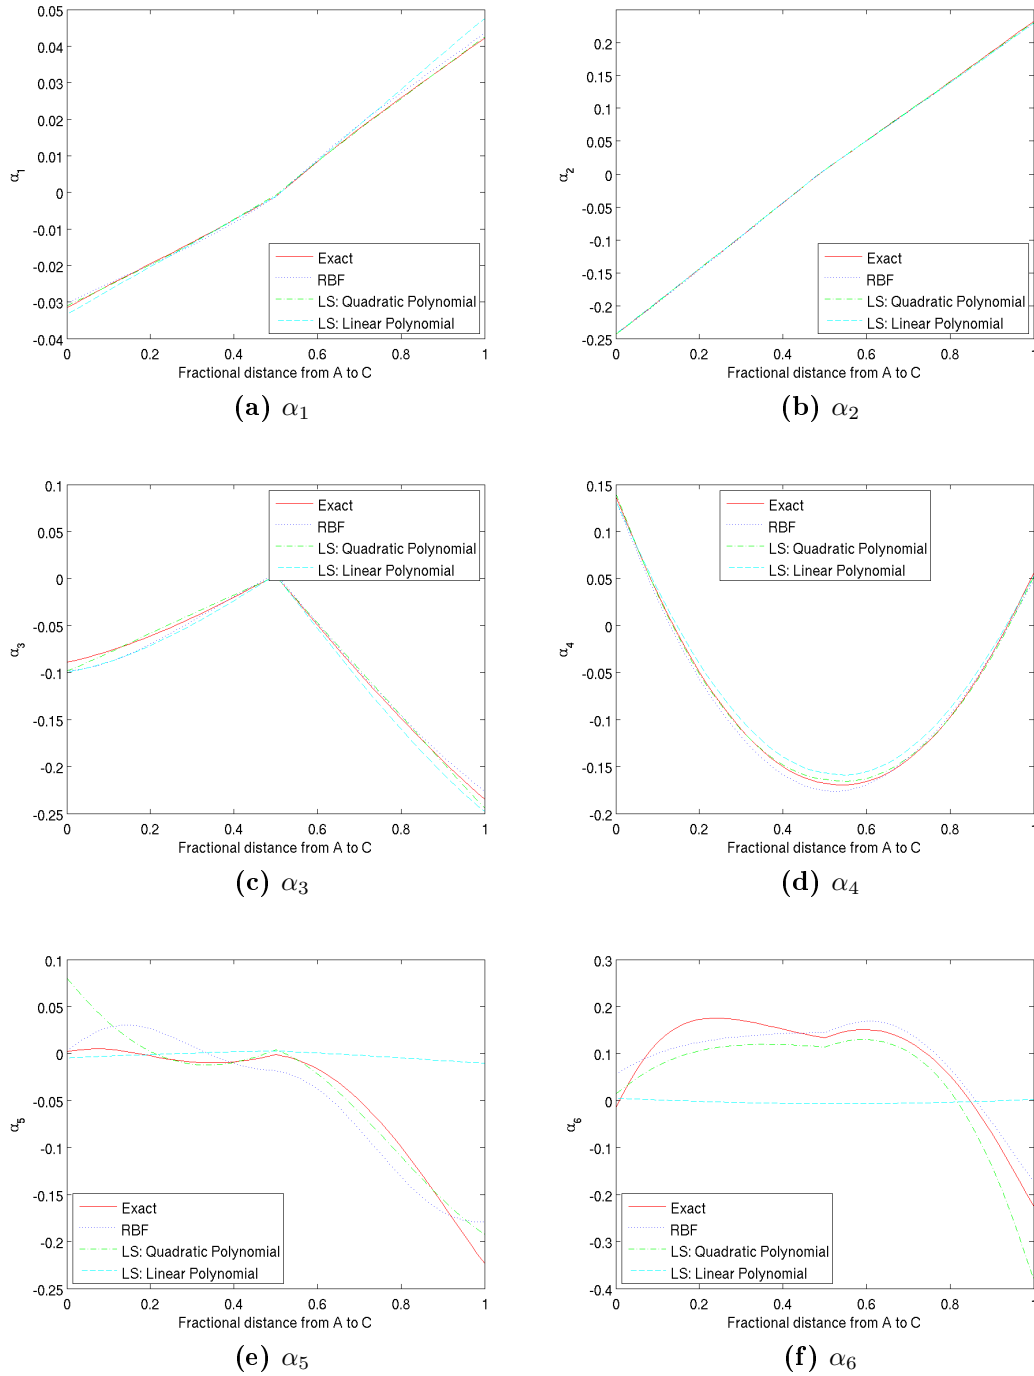 0.05
0.04
0.03
0.02
0.01
0
-0.01
-0.02
-0.03
-0.04
α1
0 0.2 0.4 0.6 0.8 1
Fractional distance from A to C
Exact
RBF
LS: Quadratic Polynomial
LS: Linear Polynomial
(a) α1
0.2
0.15
0.1
0.05
0
-0.05
-0.1
-0.15
-0.2
-0.25
α2
0 0.2 0.4 0.6 0.8 1
Fractional distance from A to C
Exact
RBF
LS: Quadratic Polynomial
LS: Linear Polynomial
(b) α2
0.1
0.05
0
-0.05
-0.1
-0.15
-0.2
-0.25
α3
0 0.2 0.4 0.6 0.8 1
Fractional distance from A to C
Exact
RBF
LS: Quadratic Polynomial
LS: Linear Polynomial
(c) α3
0.15
0.1
0.05
0
-0.05
-0.1
-0.15
-0.2
α4
0 0.2 0.4 0.6 0.8 1
Fractional distance from A to C
Exact
RBF
LS: Quadratic Polynomial
LS: Linear Polynomial
(d) α4
0.1
0.05
0
-0.05
-0.1
-0.15
-0.2
-0.25
α5
0 0.2 0.4 0.6 0.8 1
Fractional distance from A to C
Exact
RBF
LS: Quadratic Polynomial
LS: Linear Polynomial
(e) α5
0.3
0.2
0.1
0
-0.1
-0.2
-0.3
-0.4
α6
0 0.2 0.4 0.6 0.8 1
Fractional distance from A to C
Exact
RBF
LS: Quadratic Polynomial
LS: Linear Polynomial
(f) α6